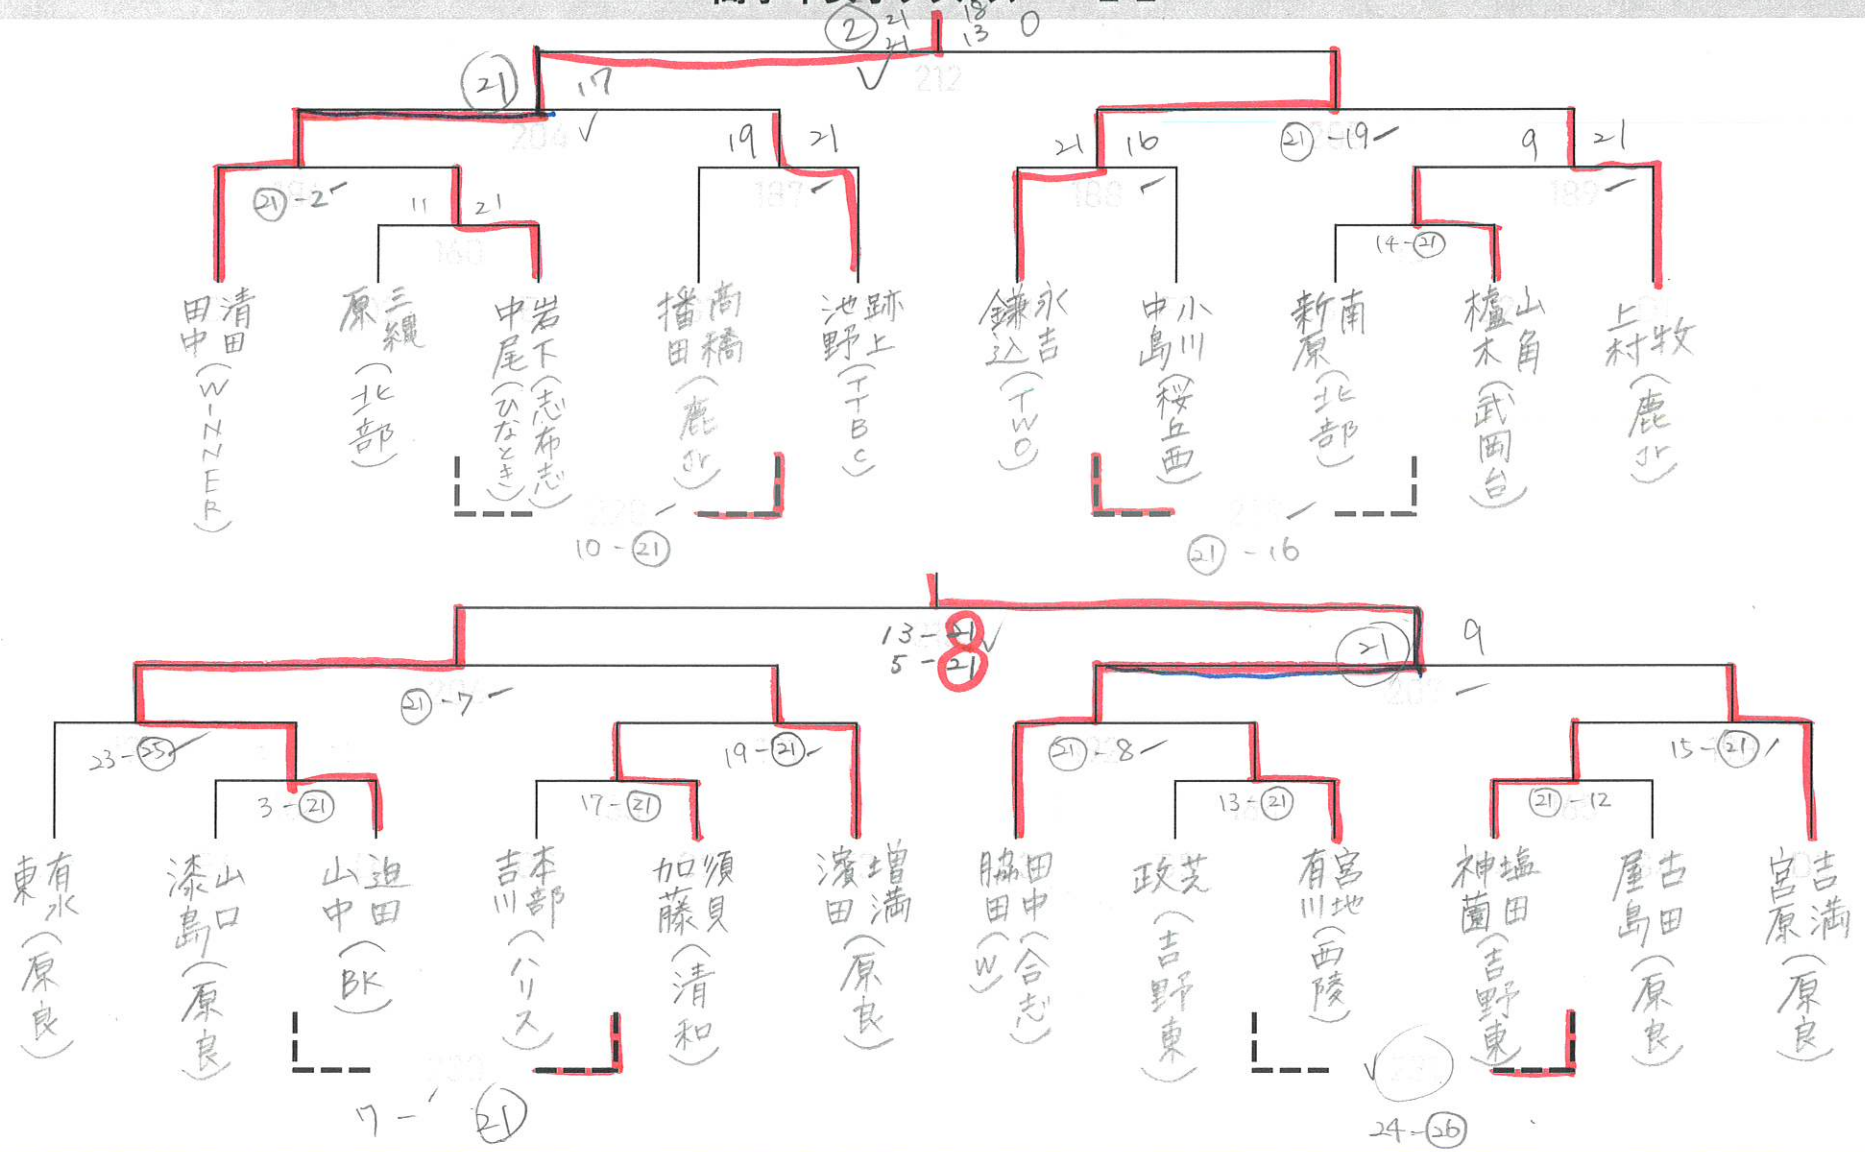 ② 21 18 0
21 13
212
㉑ 17
204
19 21
21 16
㉑ -19
9 21
㉑ -2
187
188
189
11 21
160
14-㉑
清田 田中 (WINNER)
三縄 原 (北部)
岩下 (志布志) 中尾 (ひなとき)
高橋 播田 (鹿Jr)
跡上 池野 (TTBC)
永吉 鎌込 (TWO)
小川 中島 (桜丘西)
南 新原 (北部)
山角 櫨木 (武岡台)
牧 上村 (鹿Jr)
220
10-㉑
㉑ -16
13-21
5-21
㉑ 9
㉑-7
207
23-㉕
19-㉑
㉑-8
15-㉑
3-㉑
17-㉑
13-㉑
㉑-12
有水 東 (原良)
山口 漆島 (原良)
迫田 山中 (BK)
本部 吉川 (ハリス)
須貝 加藤 (清和)
増満 濱田 (原良)
田中 (合志) 脇田 (W)
芝 政 (吉野東)
宮地 有川 (西陵)
塩田 神薗 (吉野東)
古田 屋島 (原良)
吉満 宮原 (原良)
7-㉑
24-㉖